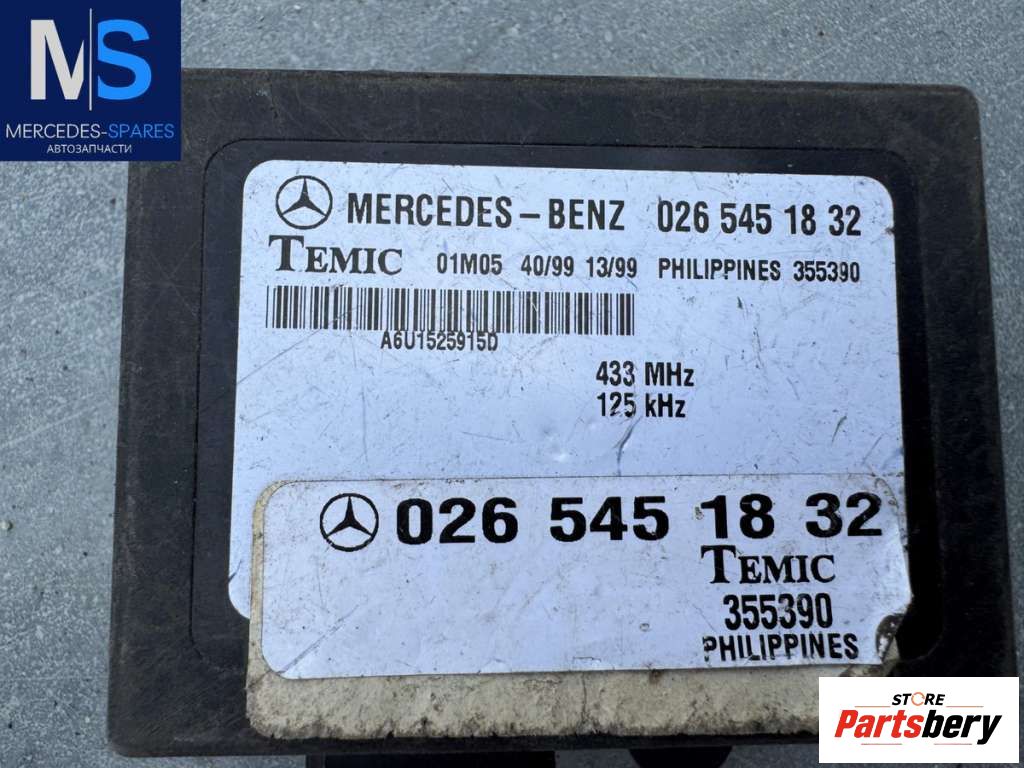 MS
MERCEDES-SPARES
АВТОЗАПЧАСТИ
MERCEDES-BENZ 026 545 18 32
TEMIC 01M05 40/99 13/99 PHILIPPINES 355390
A6U1525915D
433 MHz
125 kHz
026 545 18 32
TEMIC
355390
PHILIPPINES
STORE
Partsbery